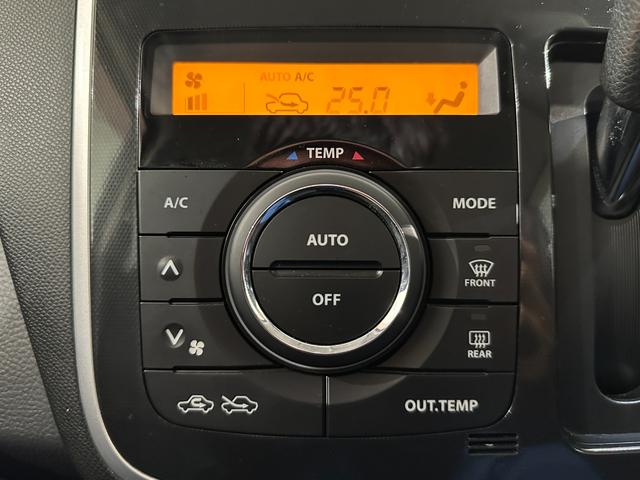 AUTO A/C
25.0
TEMP
A/C
MODE
AUTO
OFF
FRONT
REAR
OUT.TEMP